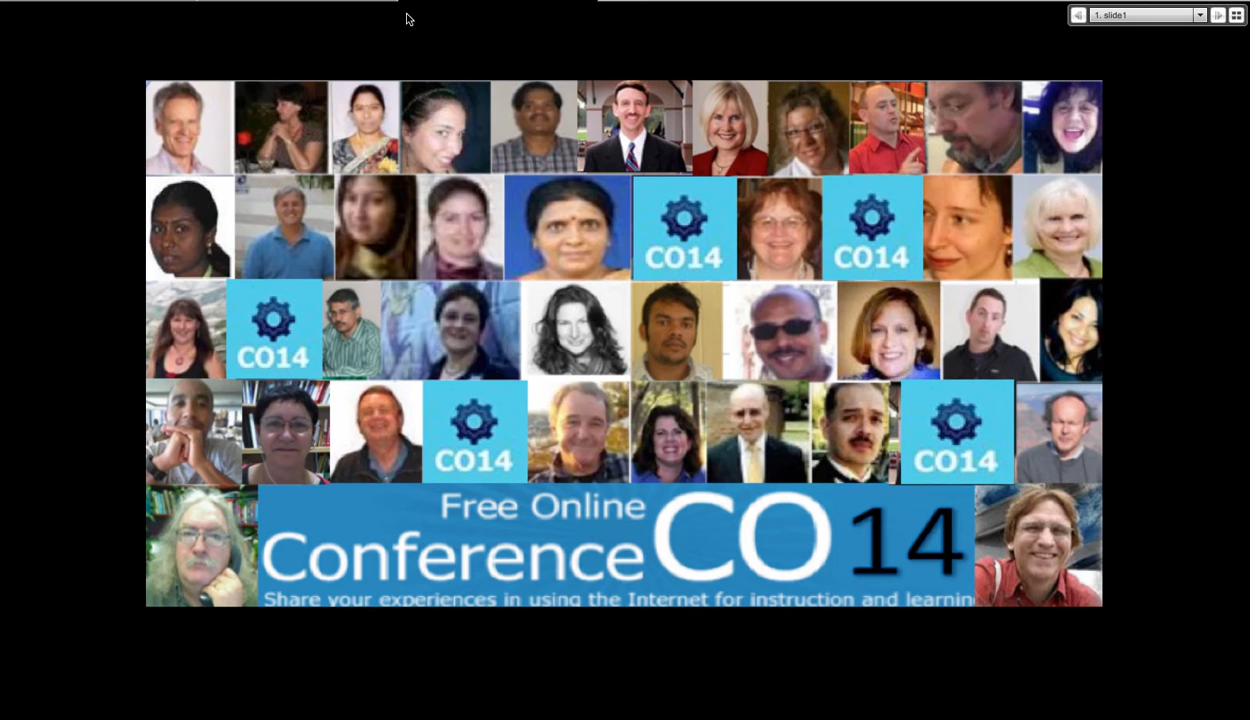 1. slide1
CO14
CO14
CO14
CO14
CO14
Free Online
Conference CO 14
Share your experiences in using the Internet for instruction and learnin